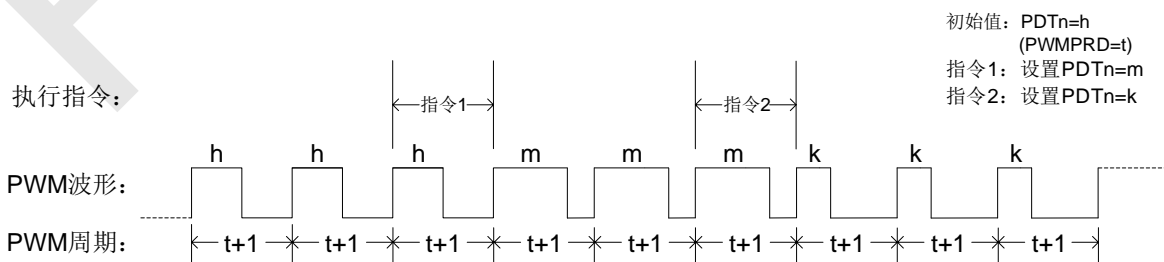 初始值：PDTn=h
(PWMPRD=t)
指令1：设置PDTn=m
指令2：设置PDTn=k
执行指令：
指令1
指令2
h h h m m m k k k
PWM波形：
PWM周期：
t+1 t+1 t+1 t+1 t+1 t+1 t+1 t+1 t+1